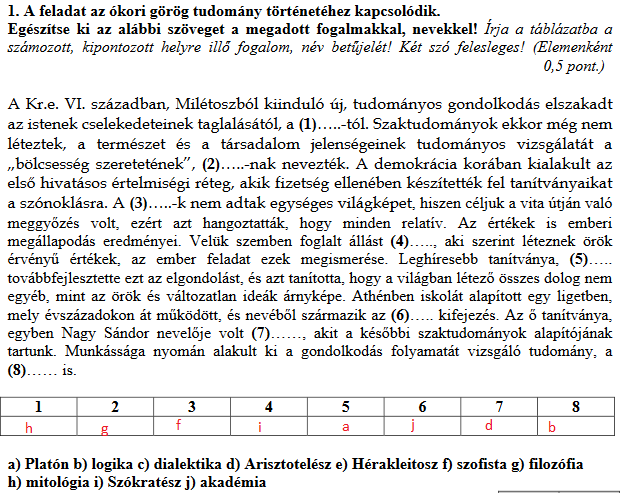 1. A feladat az ókori görög tudomány történetéhez kapcsolódik.
Egészítse ki az alábbi szöveget a megadott fogalmakkal, nevekkel! Írja a táblázatba a
számozott, kipontozott helyre illő fogalom, név betűjelét! Két szó felesleges! (Elemenként
0,5 pont.)
A Kr.e. VI. században, Milétoszból kiinduló új, tudományos gondolkodás elszakadt
az istenek cselekedeteinek taglalásától, a (1)…..-tól. Szaktudományok ekkor még nem
léteztek, a természet és a társadalom jelenségeinek tudományos vizsgálatát a
„bölcsesség szeretetének”, (2)…..-nak nevezték. A demokrácia korában kialakult az
első hivatásos értelmiségi réteg, akik fizetség ellenében készítették fel tanítványaikat
a szónoklásra. A (3)…..-k nem adtak egységes világképet, hiszen céljuk a vita útján való
meggyőzés volt, ezért azt hangoztatták, hogy minden relatív. Az értékek is emberi
megállapodás eredményei. Velük szemben foglalt állást (4)….., aki szerint léteznek örök
érvényű értékek, az ember feladat ezek megismerése. Leghíresebb tanítványa, (5)…..
továbbfejlesztette ezt az elgondolást, és azt tanította, hogy a világban létező összes dolog nem
egyéb, mint az örök és változatlan ideák árnyképe. Athénben iskolát alapított egy ligetben,
mely évszázadokon át működött, és nevéből származik az (6)….. kifejezés. Az ő tanítványa,
egyben Nagy Sándor nevelője volt (7)……, akit a későbbi szaktudományok alapítójának
tartunk. Munkássága nyomán alakult ki a gondolkodás folyamatát vizsgáló tudomány, a
(8)…… is.
1 2 3 4 5 6 7 8
h g f i a j d b
a) Platón b) logika c) dialektika d) Arisztotelész e) Hérakleitosz f) szofista g) filozófia
h) mitológia i) Szókratész j) akadémia